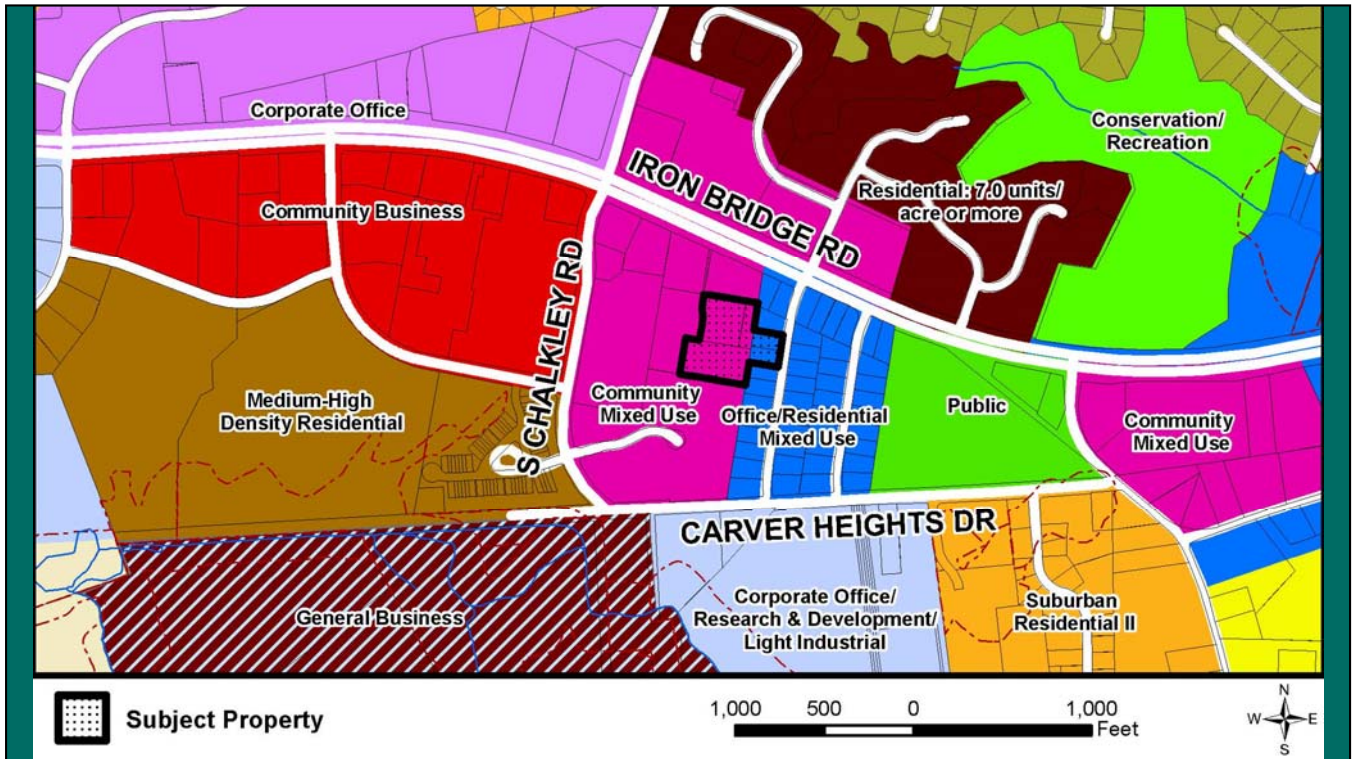 Corporate Office
Community Business
IRON BRIDGE RD
Conservation/
Recreation
Residential: 7.0 units/
acre or more
S CHALKLEY RD
Medium-High
Density Residential
Community
Mixed Use
Office/Residential
Mixed Use
Public
Community
Mixed Use
CARVER HEIGHTS DR
General Business
Corporate Office/
Research & Development/
Light Industrial
Suburban
Residential II
Subject Property
1,000 500 0 1,000
Feet
N
W E
S